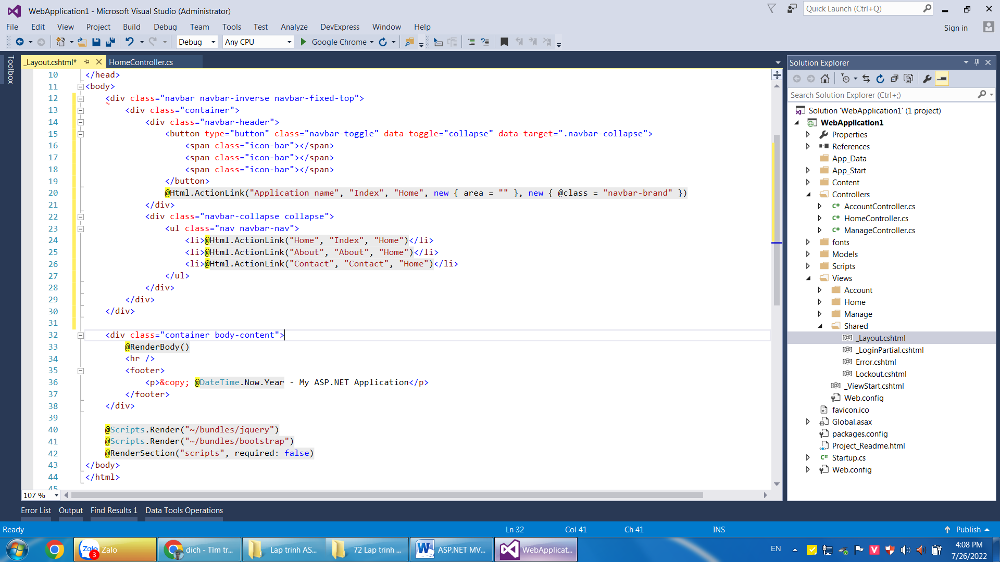 WebApplication1 - Microsoft Visual Studio (Administrator)
Quick Launch (Ctrl+Q)
File Edit View Project Build Debug Team Tools Test Analyze DevExpress Window Help
Sign in
Debug Any CPU Google Chrome
Toolbox
_Layout.cshtml* HomeController.cs
10 </head>
11 <body>
12 <div class="navbar navbar-inverse navbar-fixed-top">
13 <div class="container">
14 <div class="navbar-header">
15 <button type="button" class="navbar-toggle" data-toggle="collapse" data-target=".navbar-collapse">
16 <span class="icon-bar"></span>
17 <span class="icon-bar"></span>
18 <span class="icon-bar"></span>
19 </button>
20 @Html.ActionLink("Application name", "Index", "Home", new { area = "" }, new { @class = "navbar-brand" })
21 </div>
22 <div class="navbar-collapse collapse">
23 <ul class="nav navbar-nav">
24 <li>@Html.ActionLink("Home", "Index", "Home")</li>
25 <li>@Html.ActionLink("About", "About", "Home")</li>
26 <li>@Html.ActionLink("Contact", "Contact", "Home")</li>
27 </ul>
28 </div>
29 </div>
30 </div>
31
32 <div class="container body-content">
33 @RenderBody()
34 <hr />
35 <footer>
36 <p>&copy; @DateTime.Now.Year - My ASP.NET Application</p>
37 </footer>
38 </div>
39
40 @Scripts.Render("~/bundles/jquery")
41 @Scripts.Render("~/bundles/bootstrap")
42 @RenderSection("scripts", required: false)
43 </body>
44 </html>
45
107 %
Solution Explorer
Search Solution Explorer (Ctrl+;)
Solution 'WebApplication1' (1 project)
WebApplication1
Properties
References
App_Data
App_Start
Content
Controllers
C# AccountController.cs
C# HomeController.cs
C# ManageController.cs
fonts
Models
Scripts
Views
Account
Home
Manage
Shared
[@] _Layout.cshtml
[@] _LoginPartial.cshtml
[@] Error.cshtml
[@] Lockout.cshtml
[@] _ViewStart.cshtml
Web.config
favicon.ico
Global.asax
packages.config
Project_Readme.html
C# Startup.cs
Web.config
Error List Output Find Results 1 Data Tools Operations
Ready Ln 32 Col 41 Ch 41 INS Publish
Zalo 3 Zalo
dich - Tìm tr...
Lap trinh AS...
72 Lap trinh ...
W ASP.NET MV...
WebApplicat...
EN
V
4:08 PM
7/26/2022